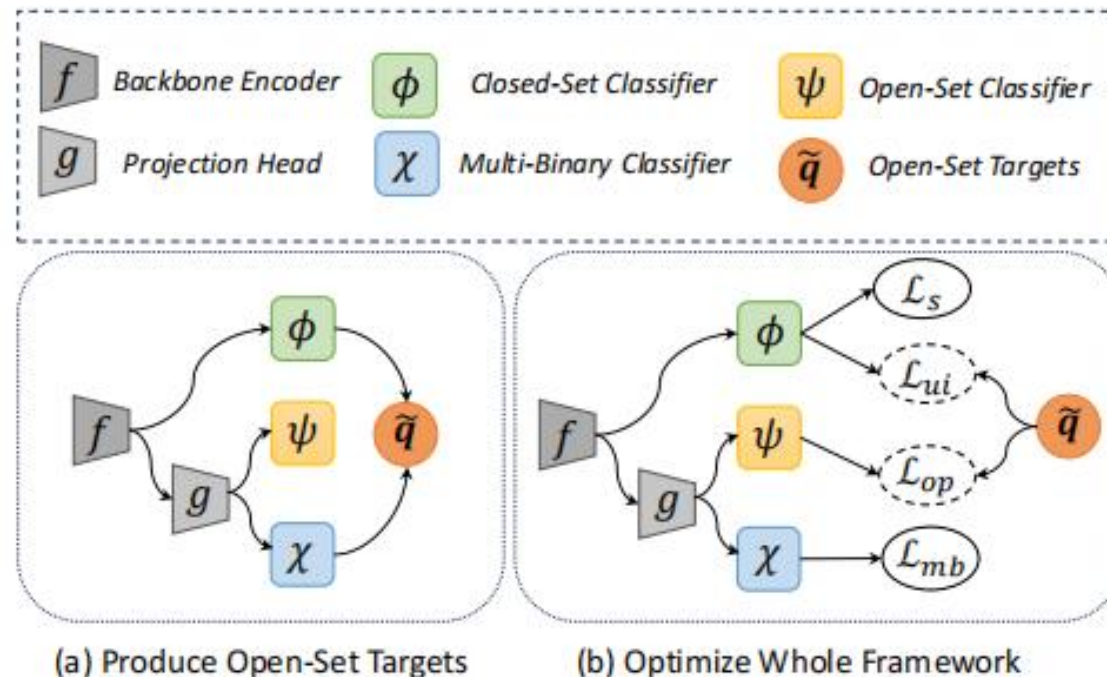 f Backbone Encoder ϕ Closed-Set Classifier ψ Open-Set Classifier
g Projection Head χ Multi-Binary Classifier q̃ Open-Set Targets
f
g
ϕ
ψ
χ
q̃
(a) Produce Open-Set Targets
f
g
ϕ
ψ
χ
ℒs
ℒui
ℒop
ℒmb
q̃
(b) Optimize Whole Framework